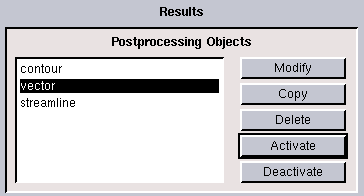 Results
Postprocessing Objects
contour
vector
streamline
Modify
Copy
Delete
Activate
Deactivate